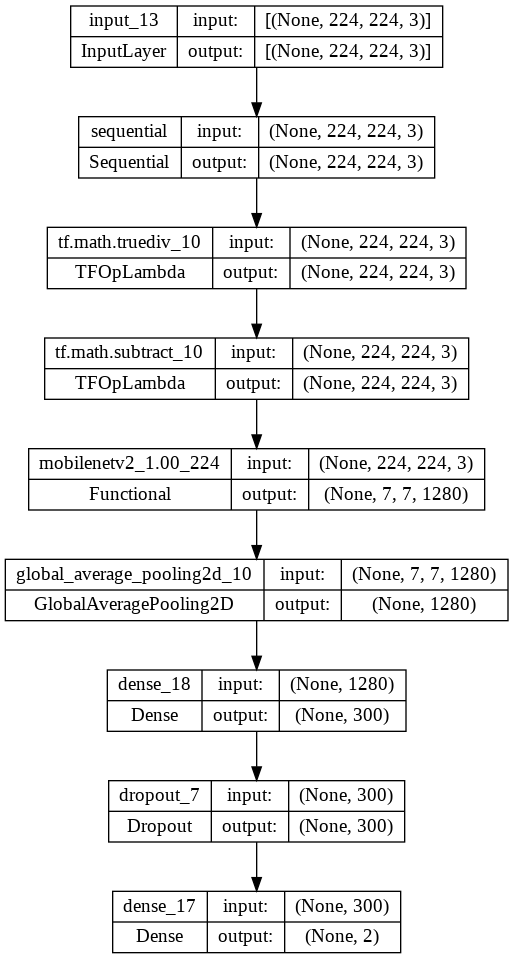 input_13 input: [(None, 224, 224, 3)]
InputLayer output: [(None, 224, 224, 3)]
sequential input: (None, 224, 224, 3)
Sequential output: (None, 224, 224, 3)
tf.math.truediv_10 input: (None, 224, 224, 3)
TFOpLambda output: (None, 224, 224, 3)
tf.math.subtract_10 input: (None, 224, 224, 3)
TFOpLambda output: (None, 224, 224, 3)
mobilenetv2_1.00_224 input: (None, 224, 224, 3)
Functional output: (None, 7, 7, 1280)
global_average_pooling2d_10 input: (None, 7, 7, 1280)
GlobalAveragePooling2D output: (None, 1280)
dense_18 input: (None, 1280)
Dense output: (None, 300)
dropout_7 input: (None, 300)
Dropout output: (None, 300)
dense_17 input: (None, 300)
Dense output: (None, 2)